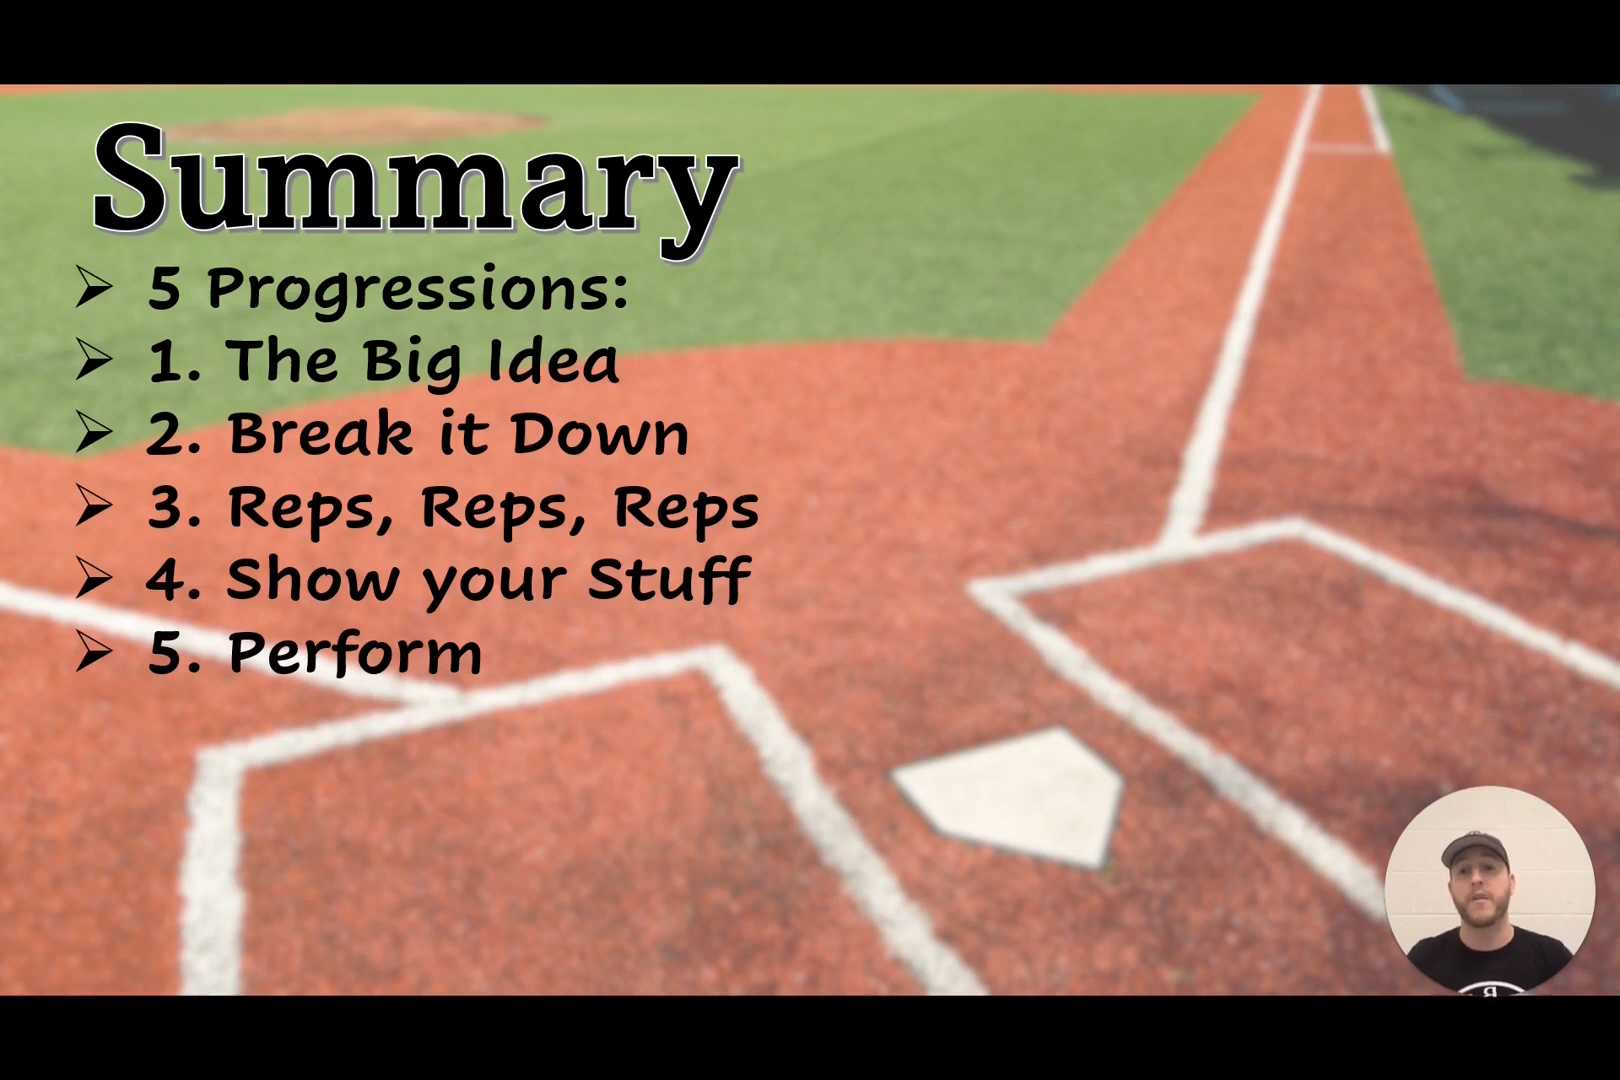 Summary
➢ 5 Progressions:
➢ 1. The Big Idea
➢ 2. Break it Down
➢ 3. Reps, Reps, Reps
➢ 4. Show your Stuff
➢ 5. Perform